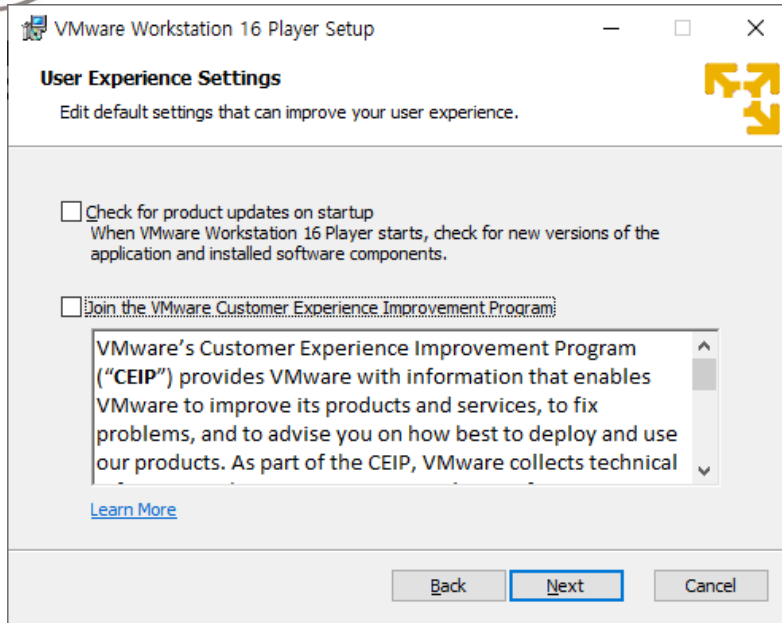 VMware Workstation 16 Player Setup
User Experience Settings
Edit default settings that can improve your user experience.
Check for product updates on startup
When VMware Workstation 16 Player starts, check for new versions of the
application and installed software components.
Join the VMware Customer Experience Improvement Program
VMware’s Customer Experience Improvement Program
(“CEIP”) provides VMware with information that enables
VMware to improve its products and services, to fix
problems, and to advise you on how best to deploy and use
our products. As part of the CEIP, VMware collects technical
Learn More
Back Next Cancel